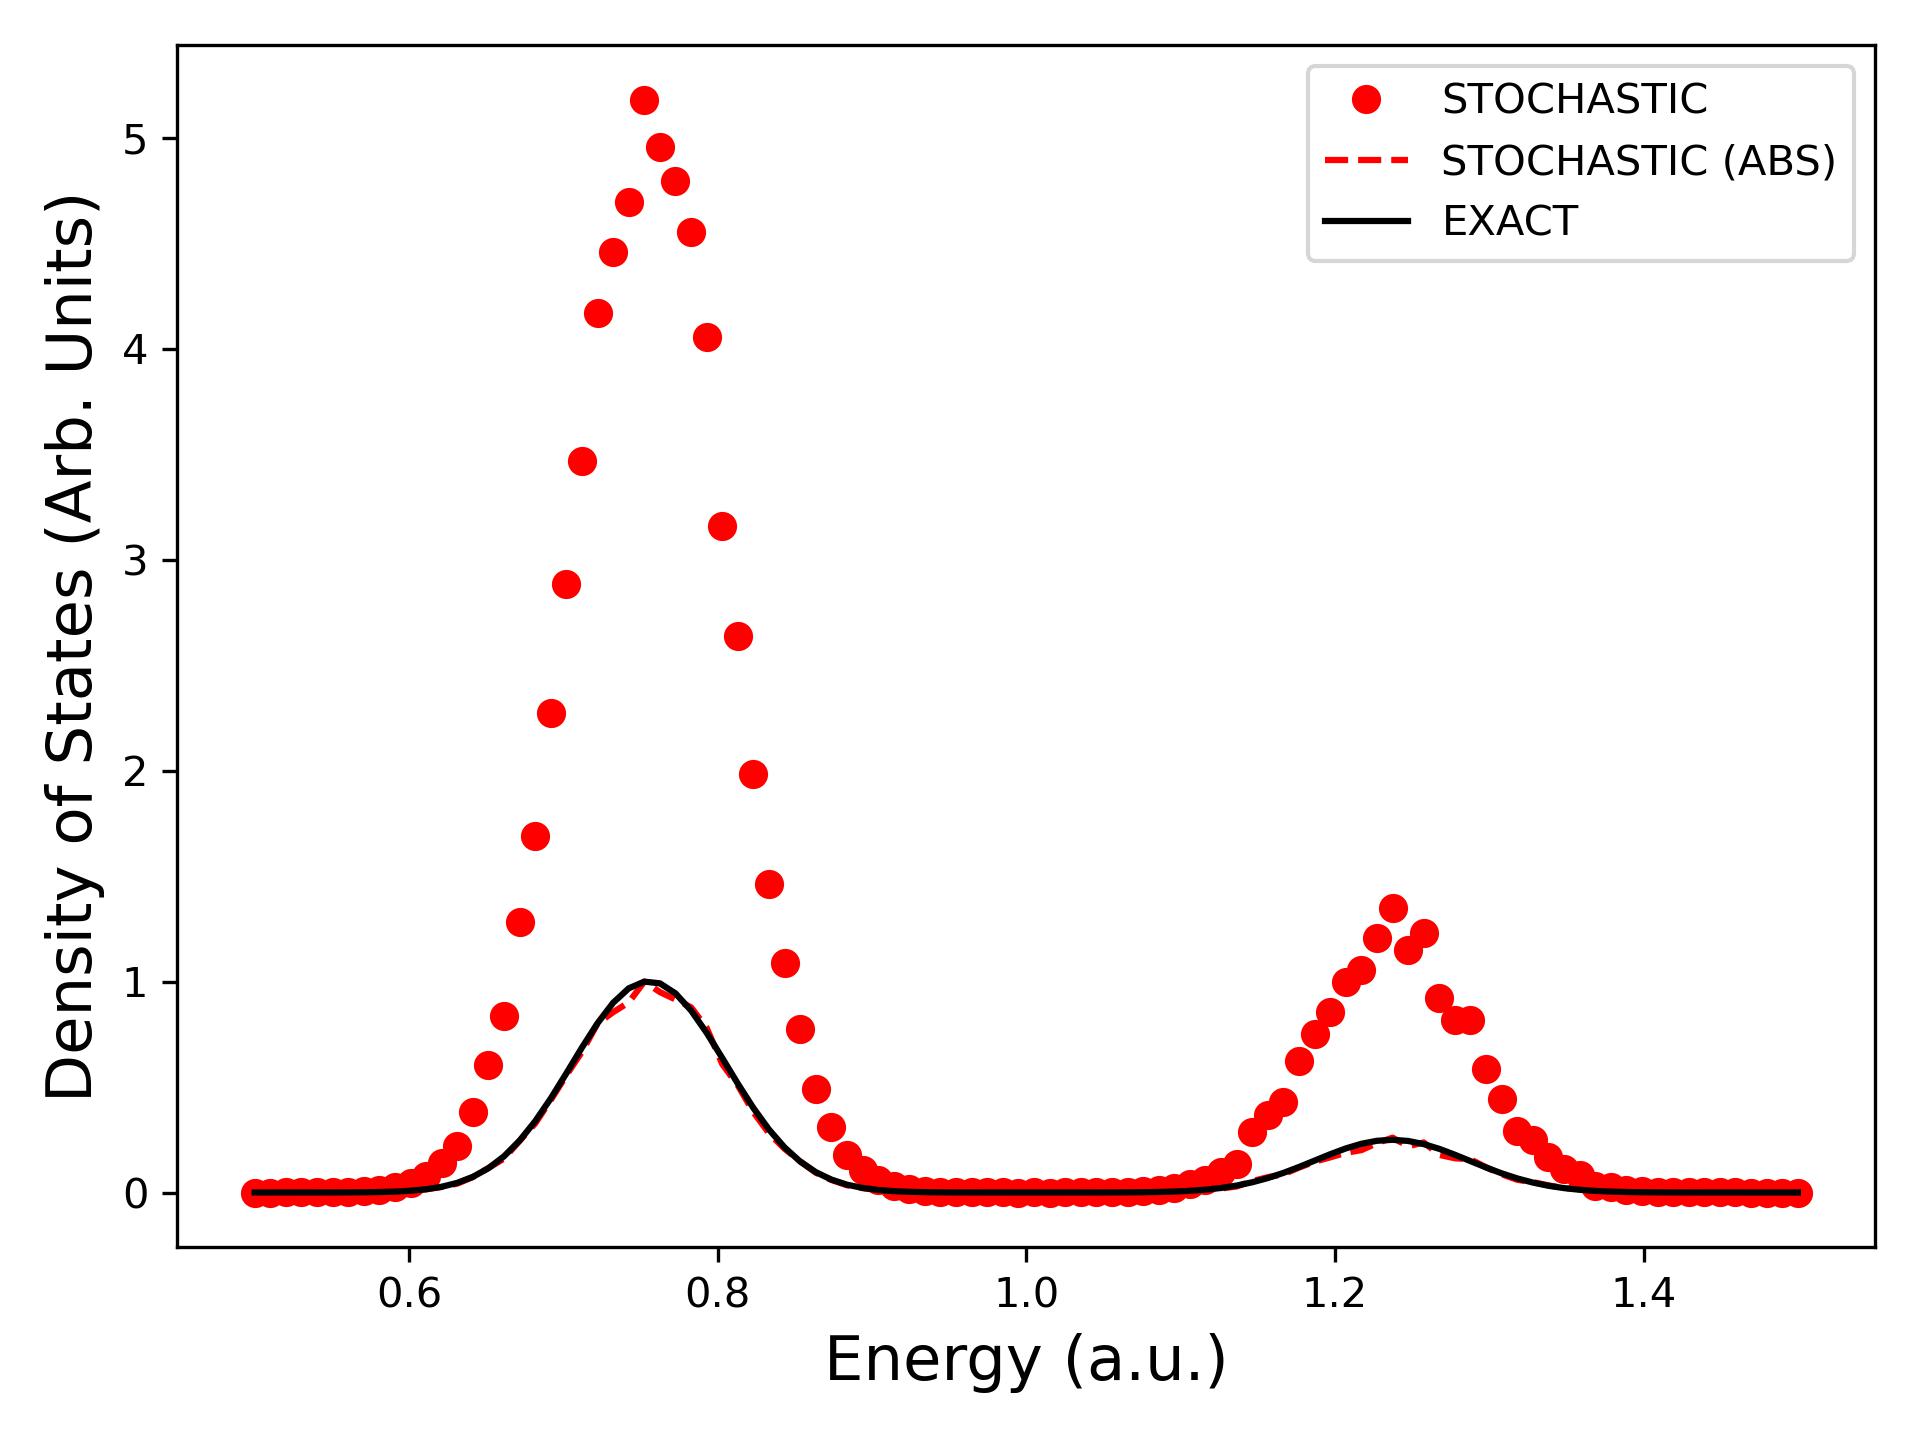 STOCHASTIC
STOCHASTIC (ABS)
EXACT
Density of States (Arb. Units)
5
4
3
2
1
0
0.6 0.8 1.0 1.2 1.4
Energy (a.u.)